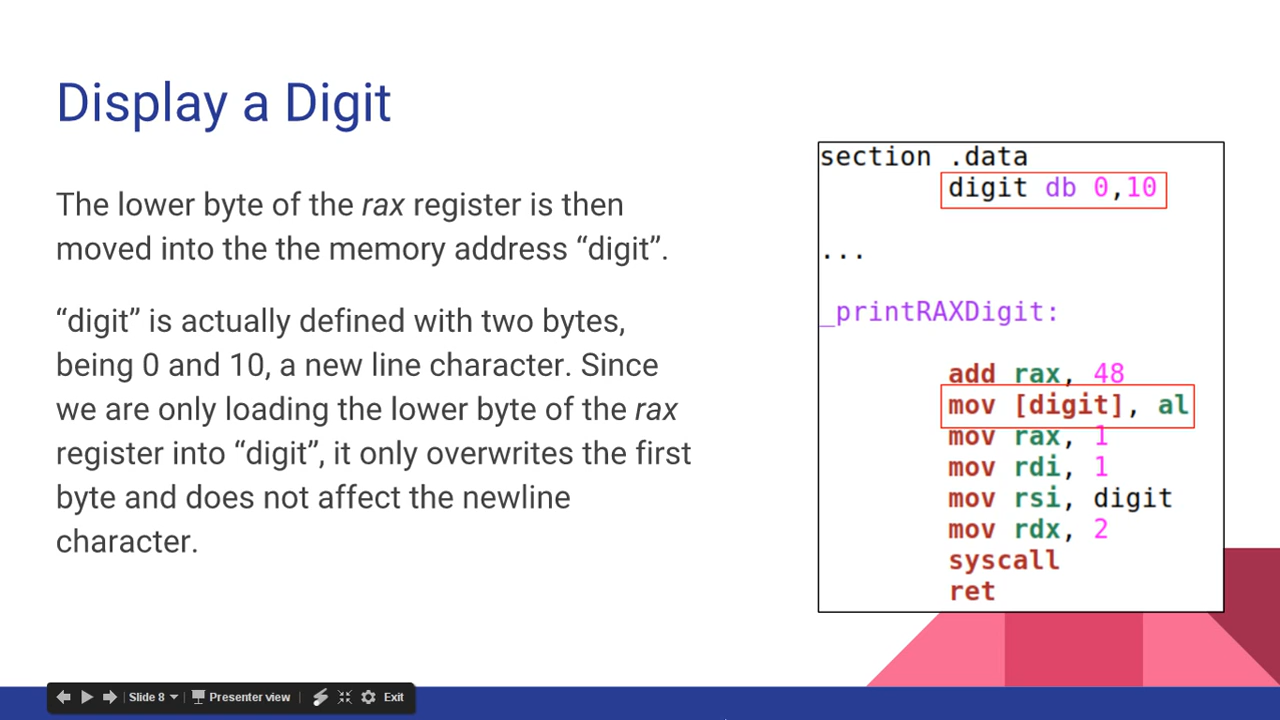 Display a Digit
The lower byte of the rax register is then
moved into the the memory address “digit”.
“digit” is actually defined with two bytes,
being 0 and 10, a new line character. Since
we are only loading the lower byte of the rax
register into “digit”, it only overwrites the first
byte and does not affect the newline
character.
section .data
digit db 0,10
...
_printRAXDigit:
add rax, 48
mov [digit], al
mov rax, 1
mov rdi, 1
mov rsi, digit
mov rdx, 2
syscall
ret
Slide 8 Presenter view Exit